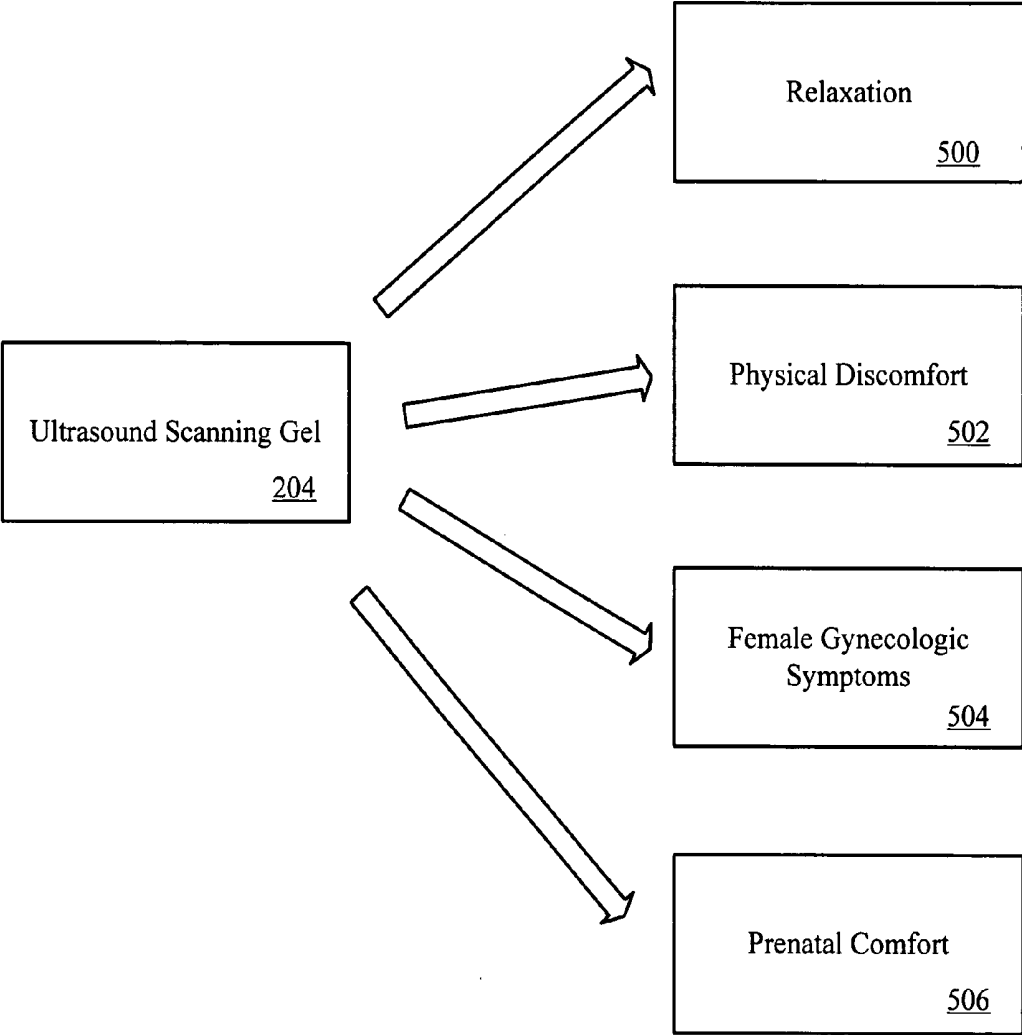 Relaxation
500
Physical Discomfort
502
Ultrasound Scanning Gel
204
Female Gynecologic
Symptoms
504
Prenatal Comfort
506